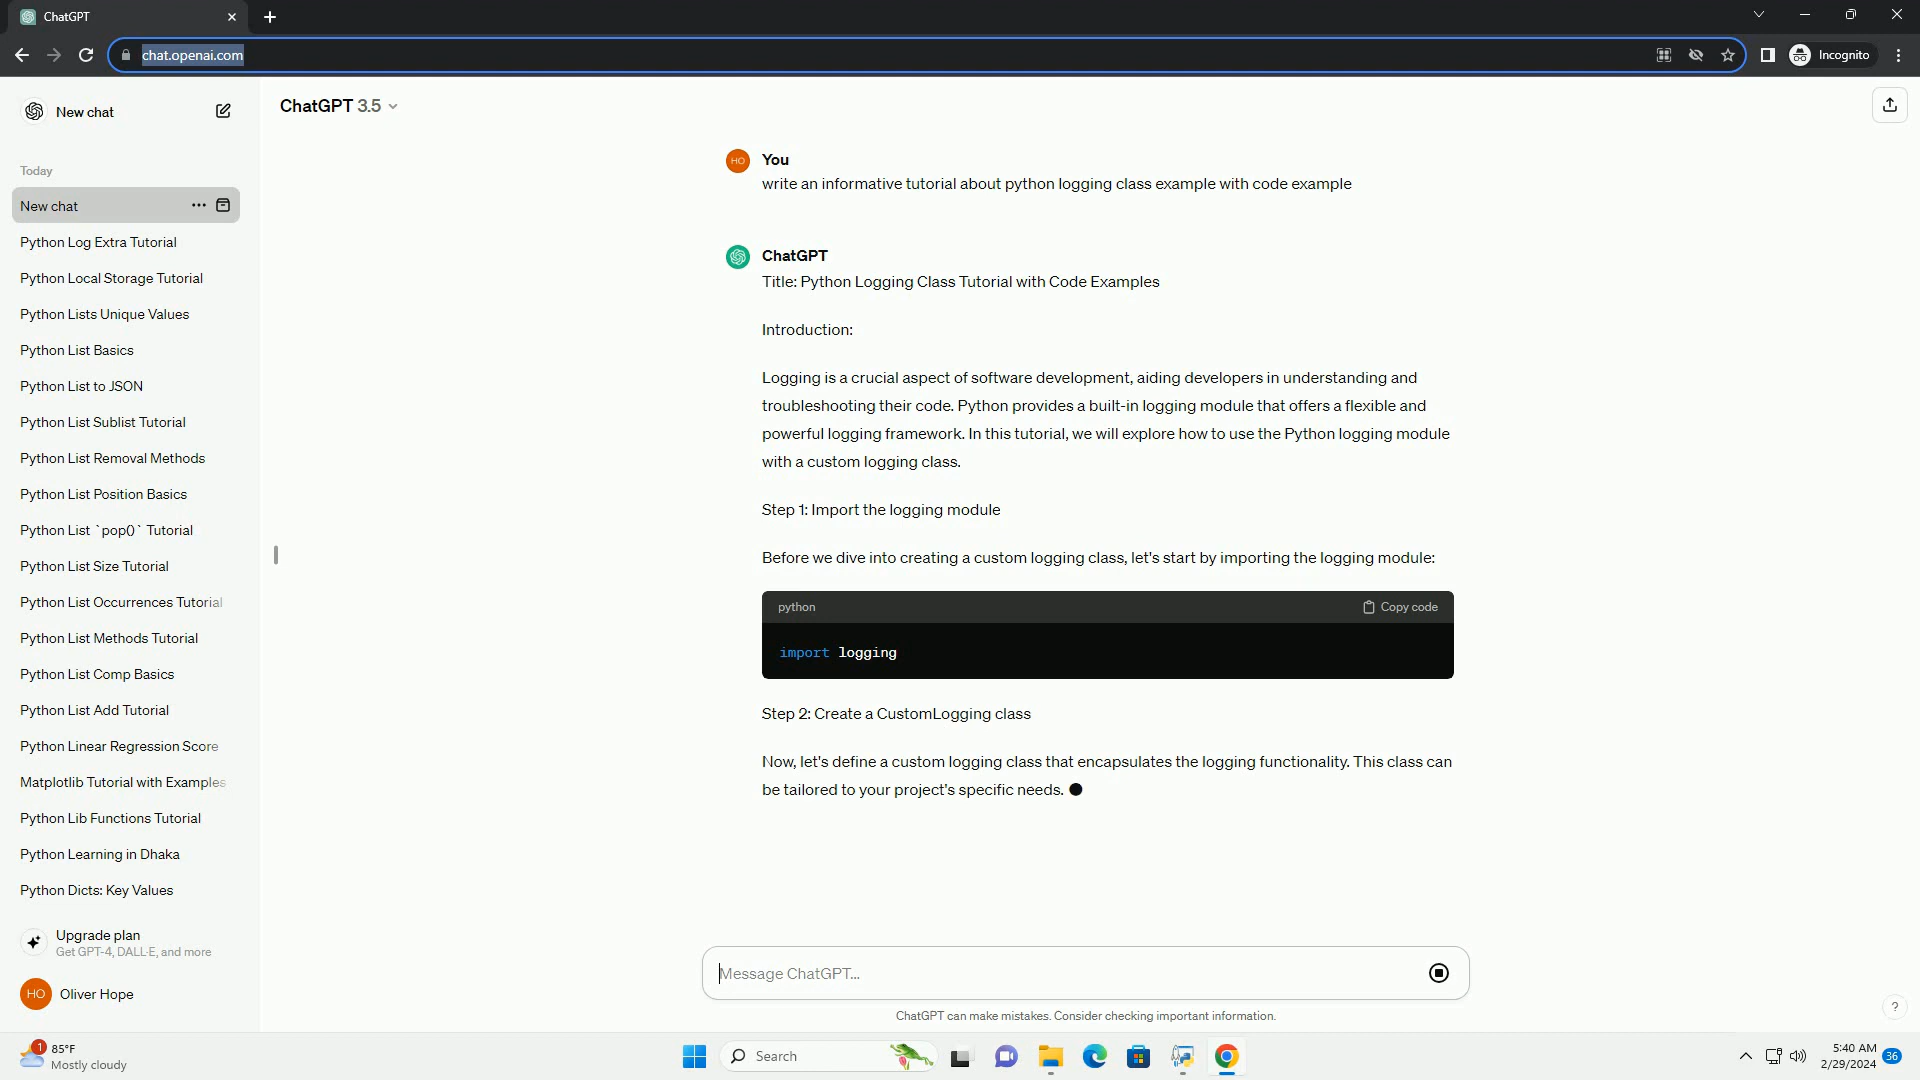 ChatGPT
chat.openai.com
Incognito
New chat
Today
New chat
Python Log Extra Tutorial
Python Local Storage Tutorial
Python Lists Unique Values
Python List Basics
Python List to JSON
Python List Sublist Tutorial
Python List Removal Methods
Python List Position Basics
Python List `pop()` Tutorial
Python List Size Tutorial
Python List Occurrences Tutorial
Python List Methods Tutorial
Python List Comp Basics
Python List Add Tutorial
Python Linear Regression Score
Matplotlib Tutorial with Examples
Python Lib Functions Tutorial
Python Learning in Dhaka
Python Dicts: Key Values
Upgrade plan
Get GPT-4, DALL·E, and more
HO Oliver Hope
ChatGPT 3.5
HO You
write an informative tutorial about python logging class example with code example
ChatGPT
Title: Python Logging Class Tutorial with Code Examples
Introduction:
Logging is a crucial aspect of software development, aiding developers in understanding and
troubleshooting their code. Python provides a built-in logging module that offers a flexible and
powerful logging framework. In this tutorial, we will explore how to use the Python logging module
with a custom logging class.
Step 1: Import the logging module
Before we dive into creating a custom logging class, let's start by importing the logging module:
python Copy code
import logging
Step 2: Create a CustomLogging class
Now, let's define a custom logging class that encapsulates the logging functionality. This class can
be tailored to your project's specific needs.
Message ChatGPT...
ChatGPT can make mistakes. Consider checking important information.
?
1
85°F
Mostly cloudy
Search
5:40 AM
2/29/2024
36